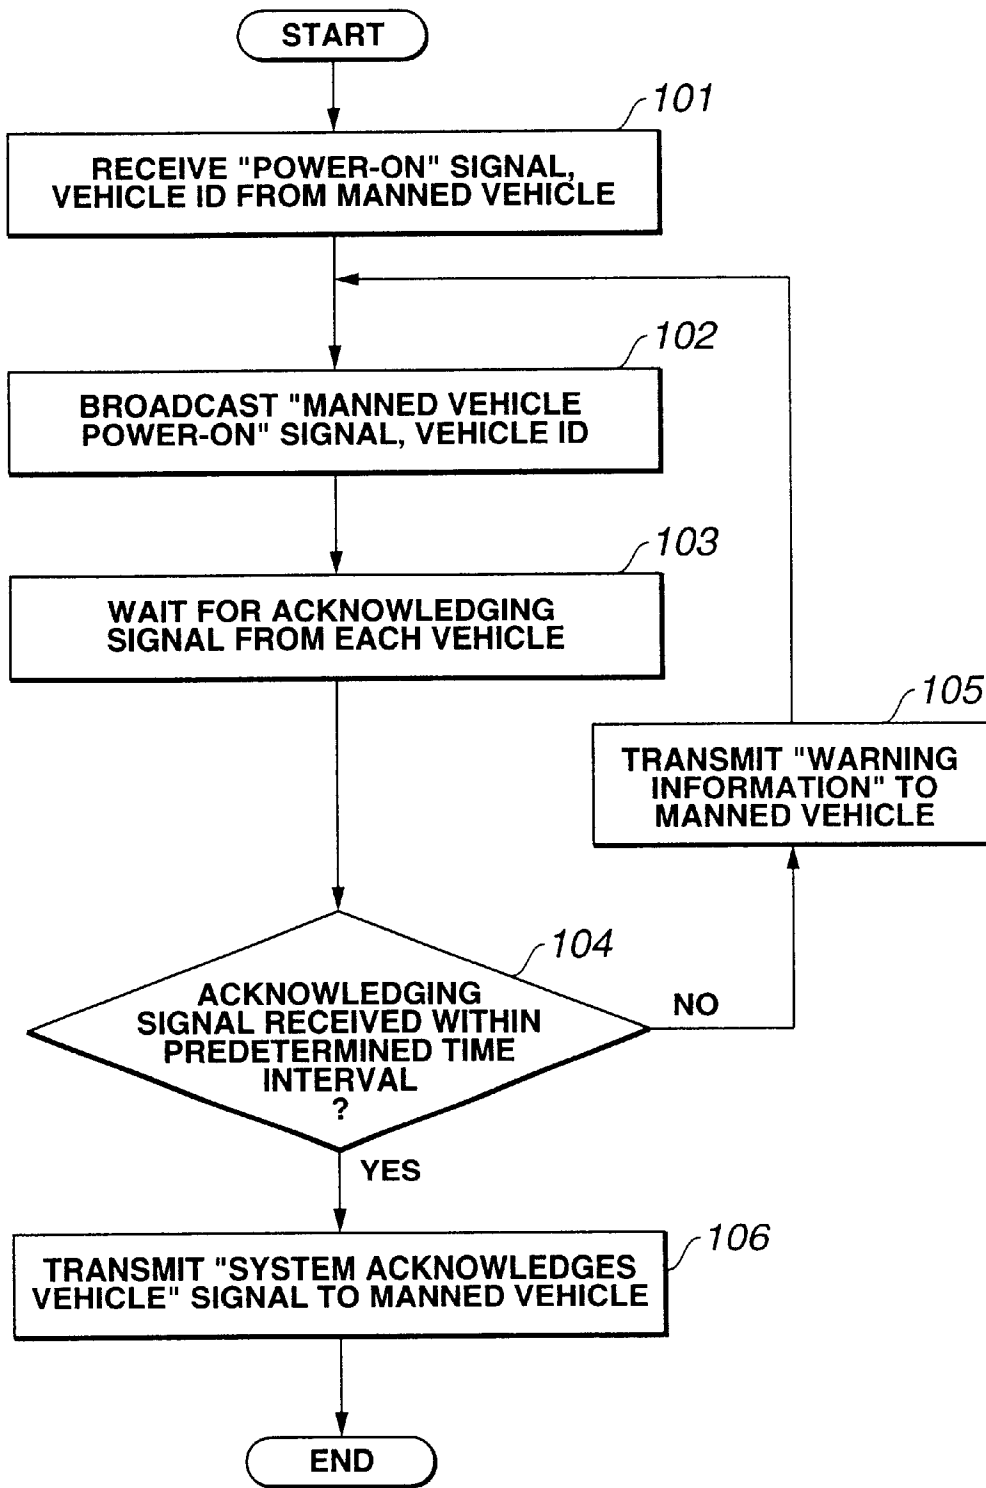 START
101
RECEIVE "POWER-ON" SIGNAL,
VEHICLE ID FROM MANNED VEHICLE
102
BROADCAST "MANNED VEHICLE
POWER-ON" SIGNAL, VEHICLE ID
103
WAIT FOR ACKNOWLEDGING
SIGNAL FROM EACH VEHICLE
105
TRANSMIT "WARNING
INFORMATION" TO
MANNED VEHICLE
104
ACKNOWLEDGING
SIGNAL RECEIVED WITHIN
PREDETERMINED TIME
INTERVAL
?
NO
YES
106
TRANSMIT "SYSTEM ACKNOWLEDGES
VEHICLE" SIGNAL TO MANNED VEHICLE
END